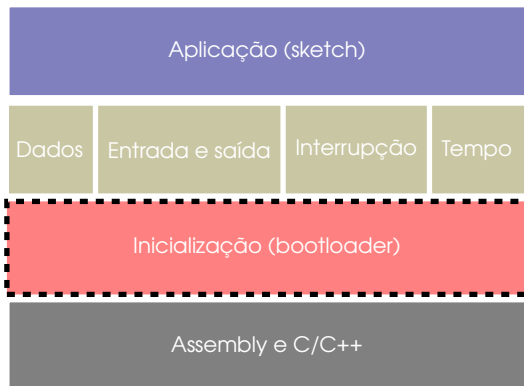 Aplicação (sketch)
Dados
Entrada e saída
Interrupção
Tempo
Inicialização (bootloader)
Assembly e C/C++